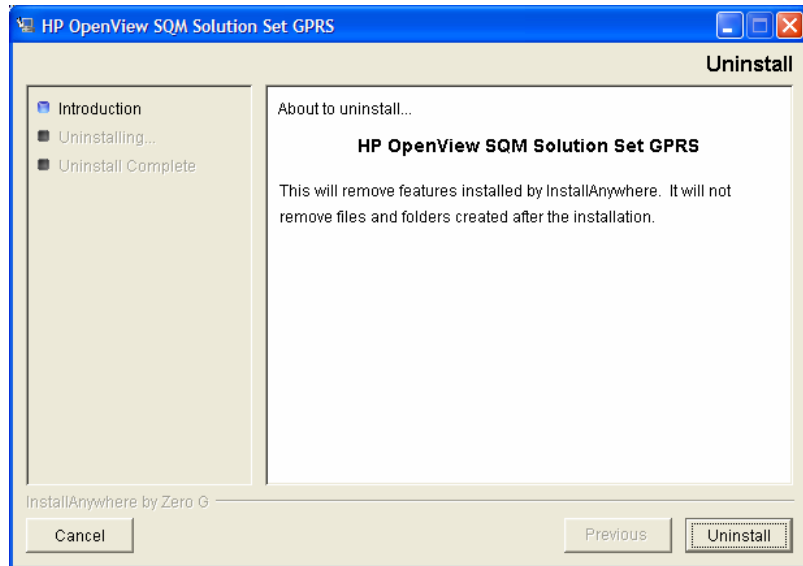 HP OpenView SQM Solution Set GPRS
Uninstall
Introduction
Uninstalling...
Uninstall Complete
About to uninstall...
HP OpenView SQM Solution Set GPRS
This will remove features installed by InstallAnywhere. It will not
remove files and folders created after the installation.
InstallAnywhere by Zero G
Cancel
Previous
Uninstall